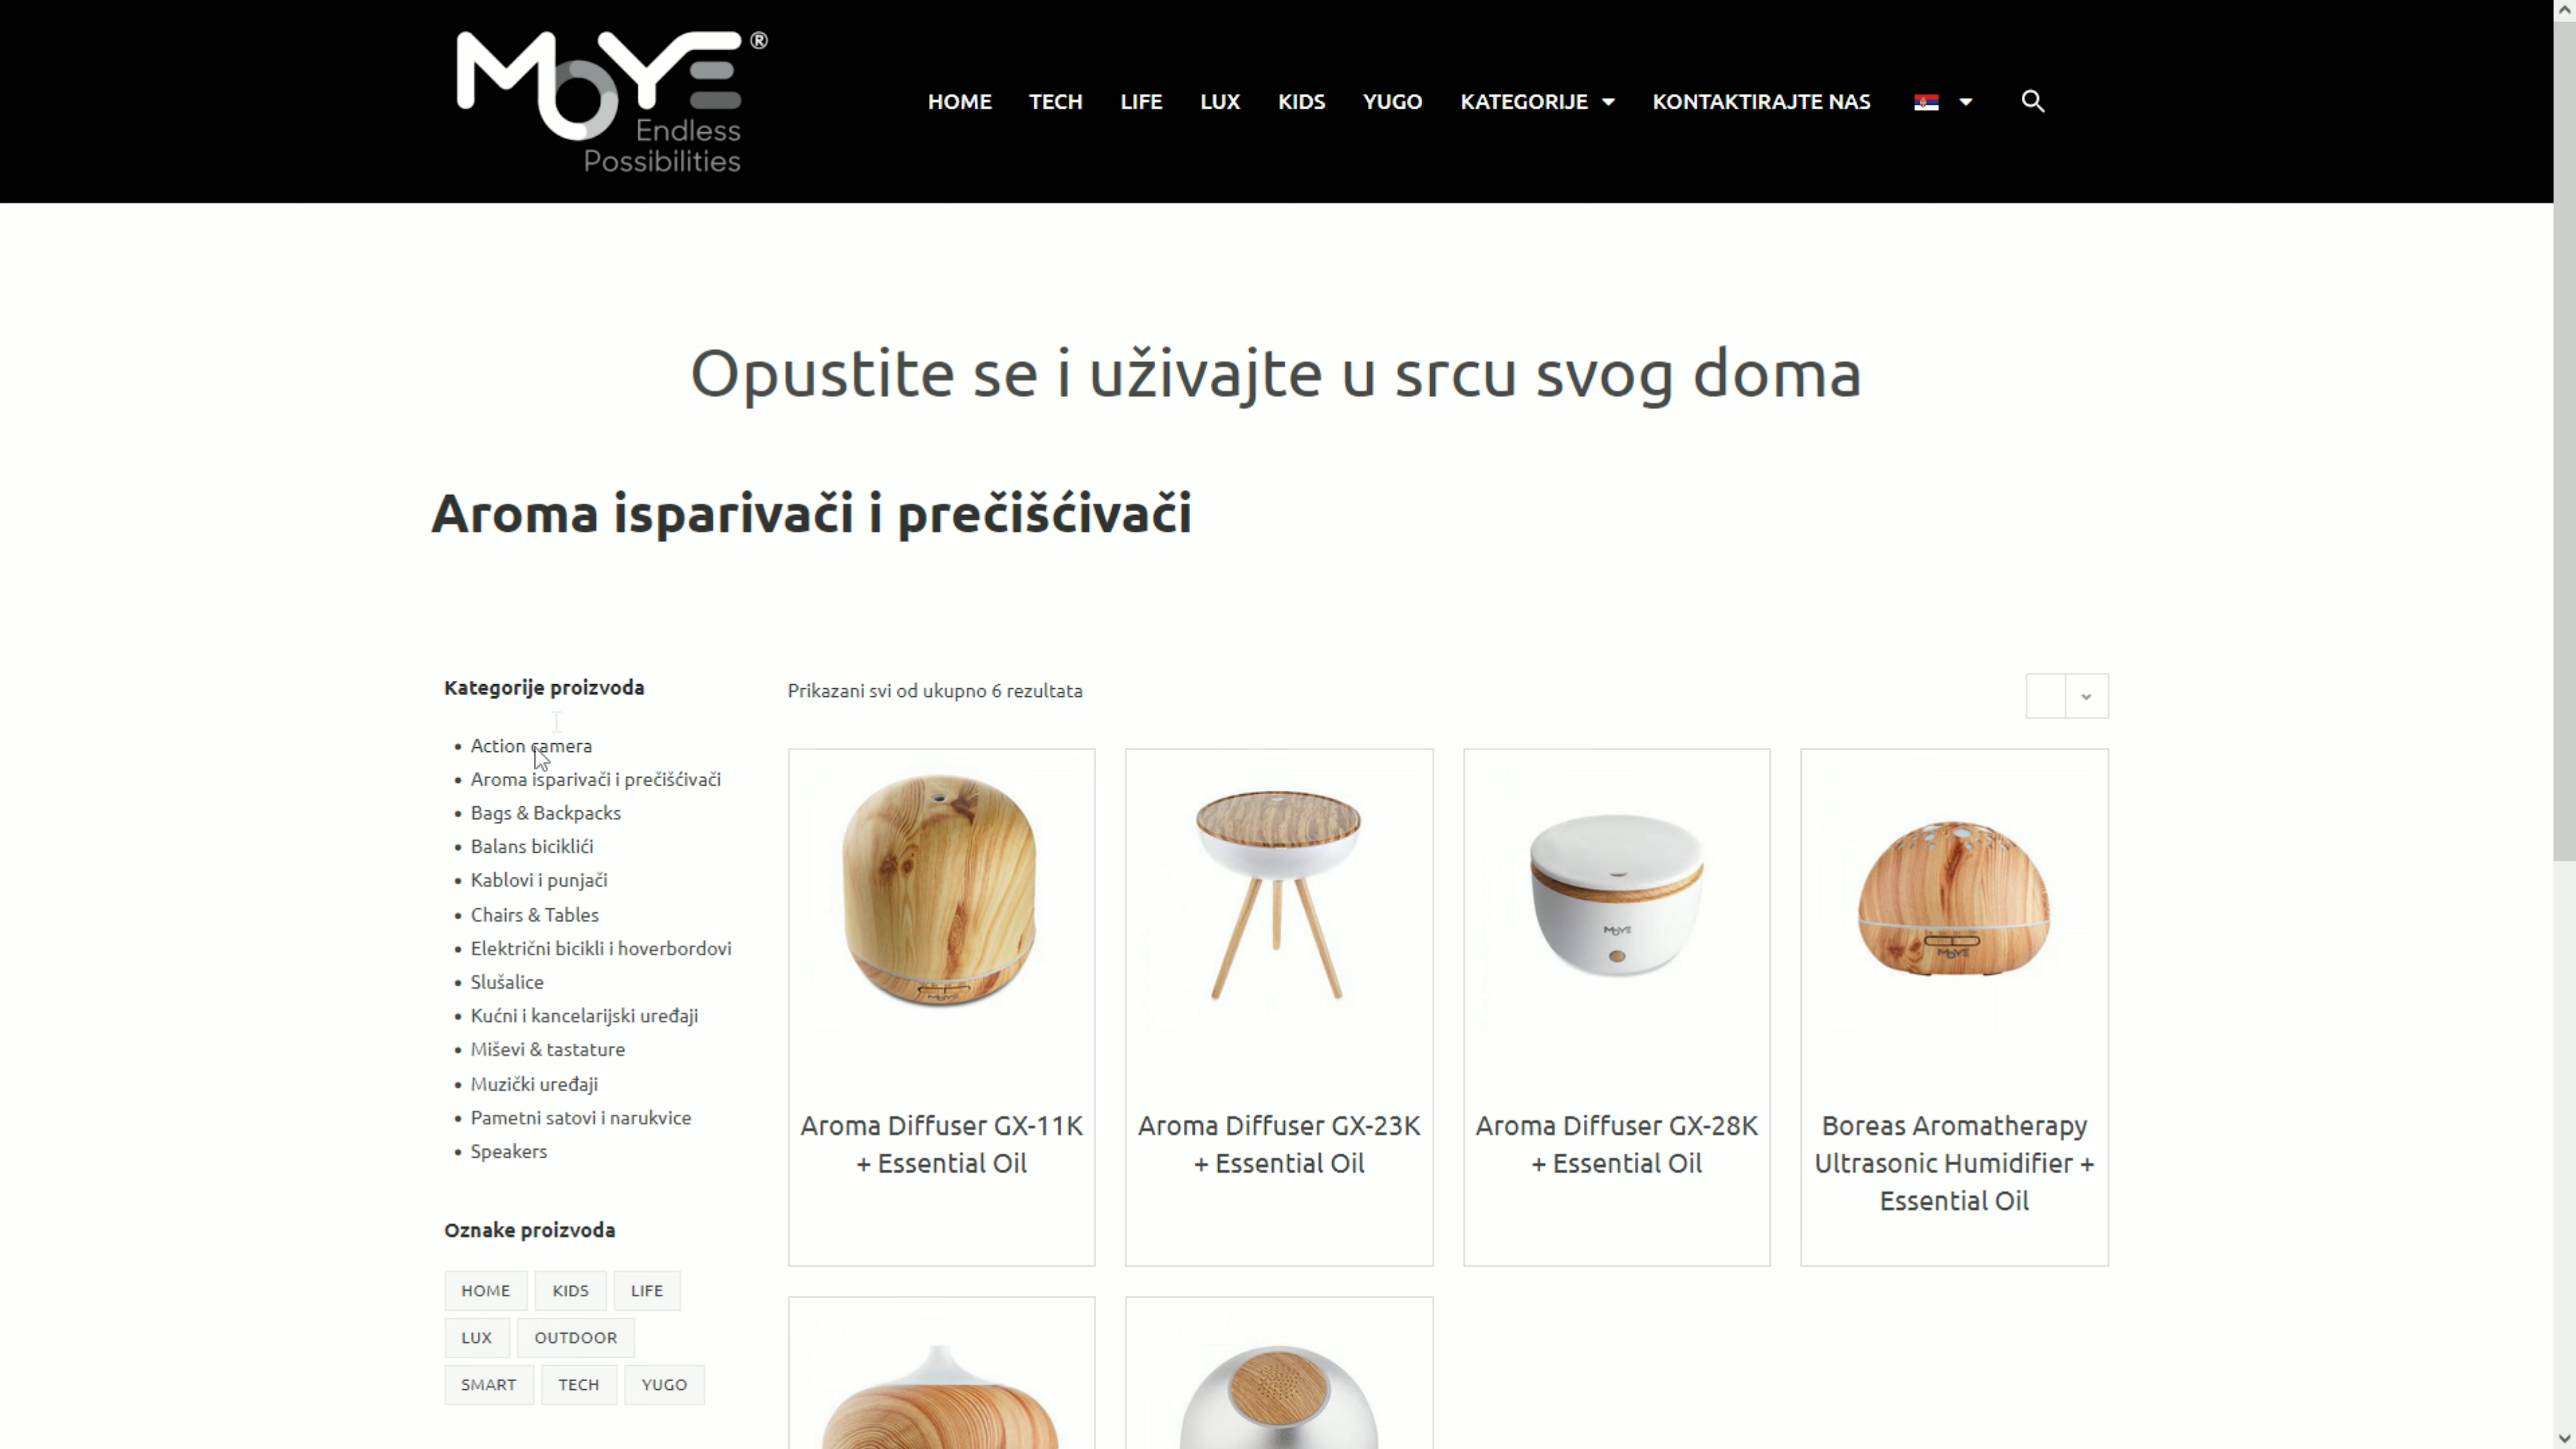 MOYE®
Endless
Possibilities
HOME TECH LIFE LUX KIDS YUGO KATEGORIJE KONTAKTIRAJTE NAS
Opustite se i uživajte u srcu svog doma
Aroma isparivači i prečišćivači
Kategorije proizvoda
Action camera
Aroma isparivači i prečišćivači
Bags & Backpacks
Balans biciklići
Kablovi i punjači
Chairs & Tables
Električni bicikli i hoverbordovi
Slušalice
Kućni i kancelarijski uređaji
Miševi & tastature
Muzički uređaji
Pametni satovi i narukvice
Speakers
Oznake proizvoda
HOME KIDS LIFE
LUX OUTDOOR
SMART TECH YUGO
Prikazani svi od ukupno 6 rezultata
MOYE
Aroma Diffuser GX-11K
+ Essential Oil
Aroma Diffuser GX-23K
+ Essential Oil
MOYE
Aroma Diffuser GX-28K
+ Essential Oil
MOYE
Boreas Aromatherapy
Ultrasonic Humidifier +
Essential Oil